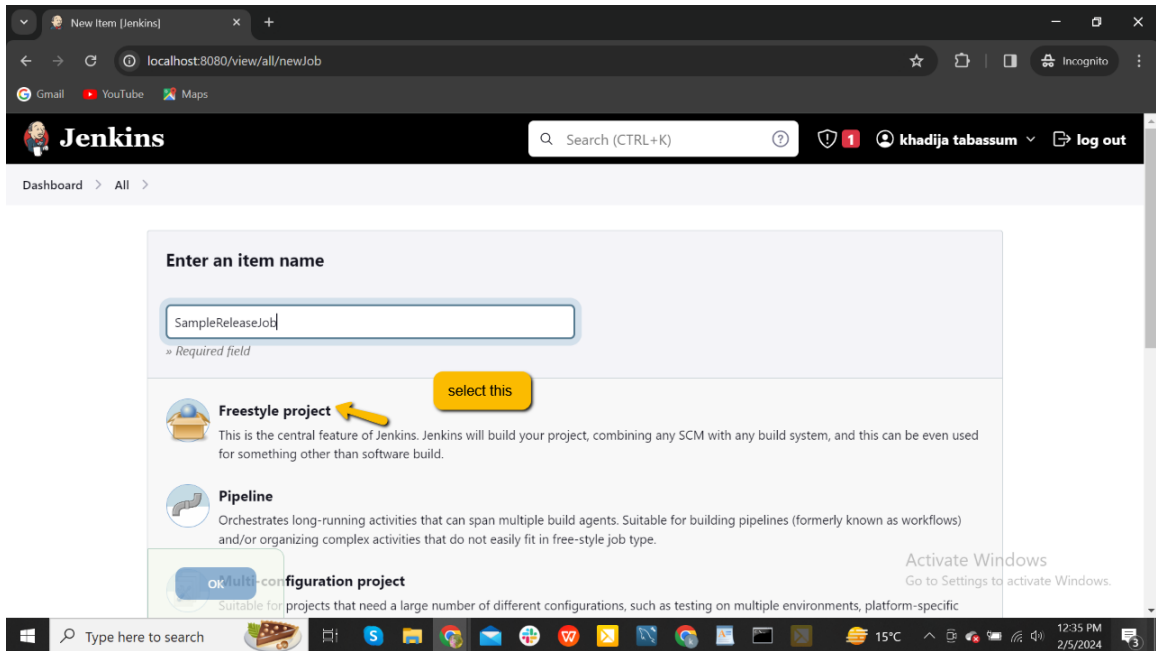 New Item [Jenkins]
localhost:8080/view/all/newJob
Incognito
Gmail
YouTube
Maps
Jenkins
Search (CTRL+K)
1
khadija tabassum
log out
Dashboard
All
Enter an item name
SampleReleaseJob
» Required field
select this
Freestyle project
This is the central feature of Jenkins. Jenkins will build your project, combining any SCM with any build system, and this can be even used
for something other than software build.
Pipeline
Orchestrates long-running activities that can span multiple build agents. Suitable for building pipelines (formerly known as workflows)
and/or organizing complex activities that do not easily fit in free-style job type.
OK
Multi-configuration project
Suitable for projects that need a large number of different configurations, such as testing on multiple environments, platform-specific
Activate Windows
Go to Settings to activate Windows.
Type here to search
15°C
12:35 PM
2/5/2024
3